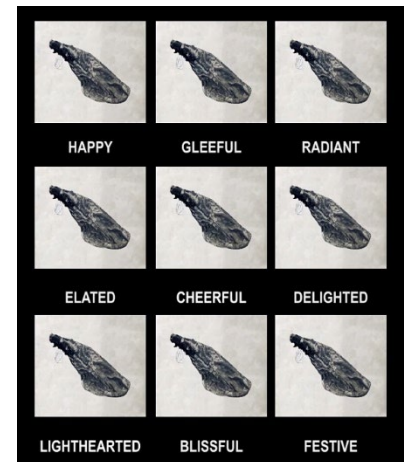 HAPPY GLEEFUL RADIANT
ELATED CHEERFUL DELIGHTED
LIGHTHEARTED BLISSFUL FESTIVE